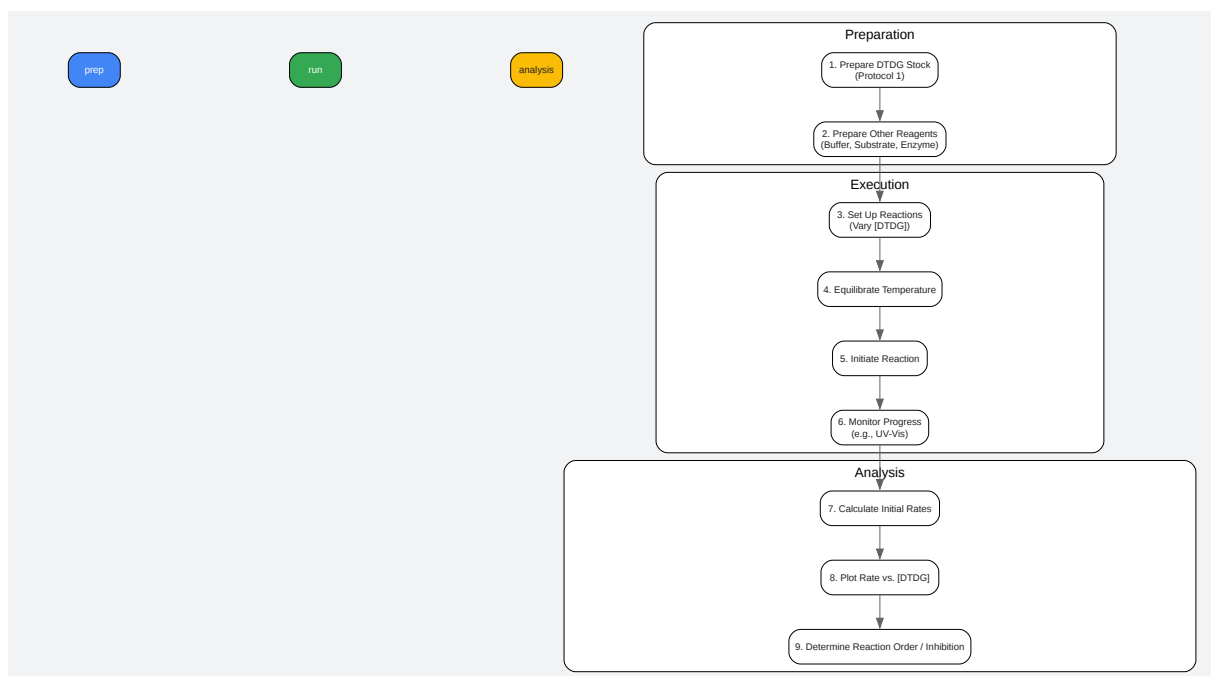 prep
run
analysis
Preparation
1. Prepare DTDG Stock
(Protocol 1)
2. Prepare Other Reagents
(Buffer, Substrate, Enzyme)
Execution
3. Set Up Reactions
(Vary [DTDG])
4. Equilibrate Temperature
5. Initiate Reaction
6. Monitor Progress
(e.g., UV-Vis)
Analysis
7. Calculate Initial Rates
8. Plot Rate vs. [DTDG]
9. Determine Reaction Order / Inhibition